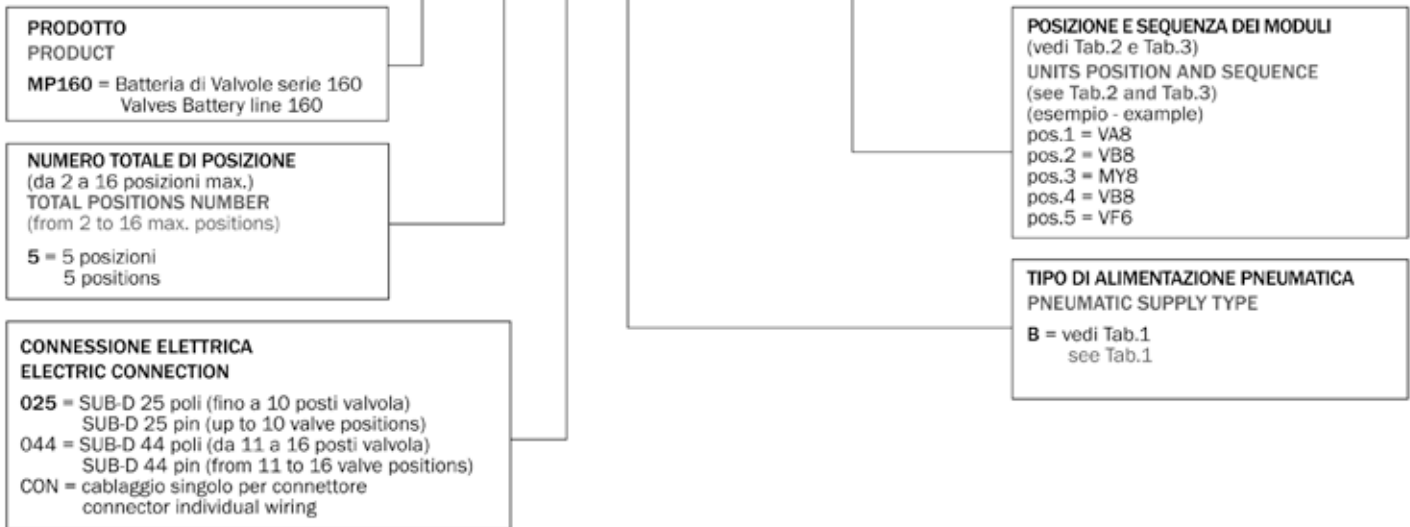 PRODOTTO
PRODUCT
MP160 = Batteria di Valvole serie 160
Valves Battery line 160
NUMERO TOTALE DI POSIZIONE
(da 2 a 16 posizioni max.)
TOTAL POSITIONS NUMBER
(from 2 to 16 max. positions)
5 = 5 posizioni
5 positions
CONNESSIONE ELETTRICA
ELECTRIC CONNECTION
025 = SUB-D 25 poli (fino a 10 posti valvola)
SUB-D 25 pin (up to 10 valve positions)
044 = SUB-D 44 poli (da 11 a 16 posti valvola)
SUB-D 44 pin (from 11 to 16 valve positions)
CON = cablaggio singolo per connettore
connector individual wiring
POSIZIONE E SEQUENZA DEI MODULI
(vedi Tab.2 e Tab.3)
UNITS POSITION AND SEQUENCE
(see Tab.2 and Tab.3)
(esempio - example)
pos.1 = VA8
pos.2 = VB8
pos.3 = MY8
pos.4 = VB8
pos.5 = VF6
TIPO DI ALIMENTAZIONE PNEUMATICA
PNEUMATIC SUPPLY TYPE
B = vedi Tab.1
see Tab.1